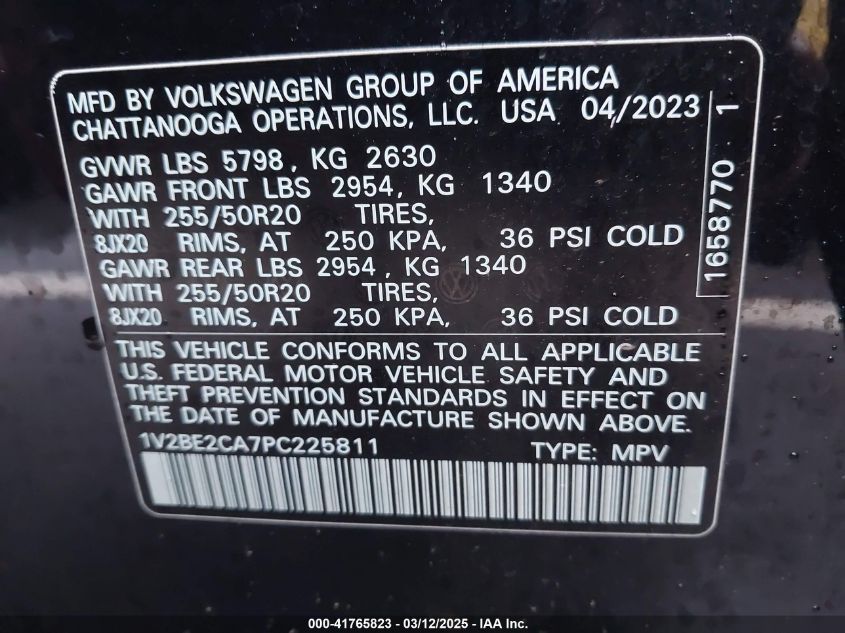 MFD BY VOLKSWAGEN GROUP OF AMERICA
CHATTANOOGA OPERATIONS, LLC. USA 04/2023
GVWR LBS 5798, KG 2630
GAWR FRONT LBS 2954, KG 1340
WITH 255/50R20 TIRES,
8JX20 RIMS, AT 250 KPA, 36 PSI COLD
GAWR REAR LBS 2954, KG 1340
WITH 255/50R20 TIRES,
8JX20 RIMS, AT 250 KPA, 36 PSI COLD
1658770 1
THIS VEHICLE CONFORMS TO ALL APPLICABLE
U.S. FEDERAL MOTOR VEHICLE SAFETY AND
THEFT PREVENTION STANDARDS IN EFFECT ON
THE DATE OF MANUFACTURE SHOWN ABOVE.
1V2BE2CA7PC225811 TYPE: MPV
000-41765823 - 03/12/2025 - IAA Inc.